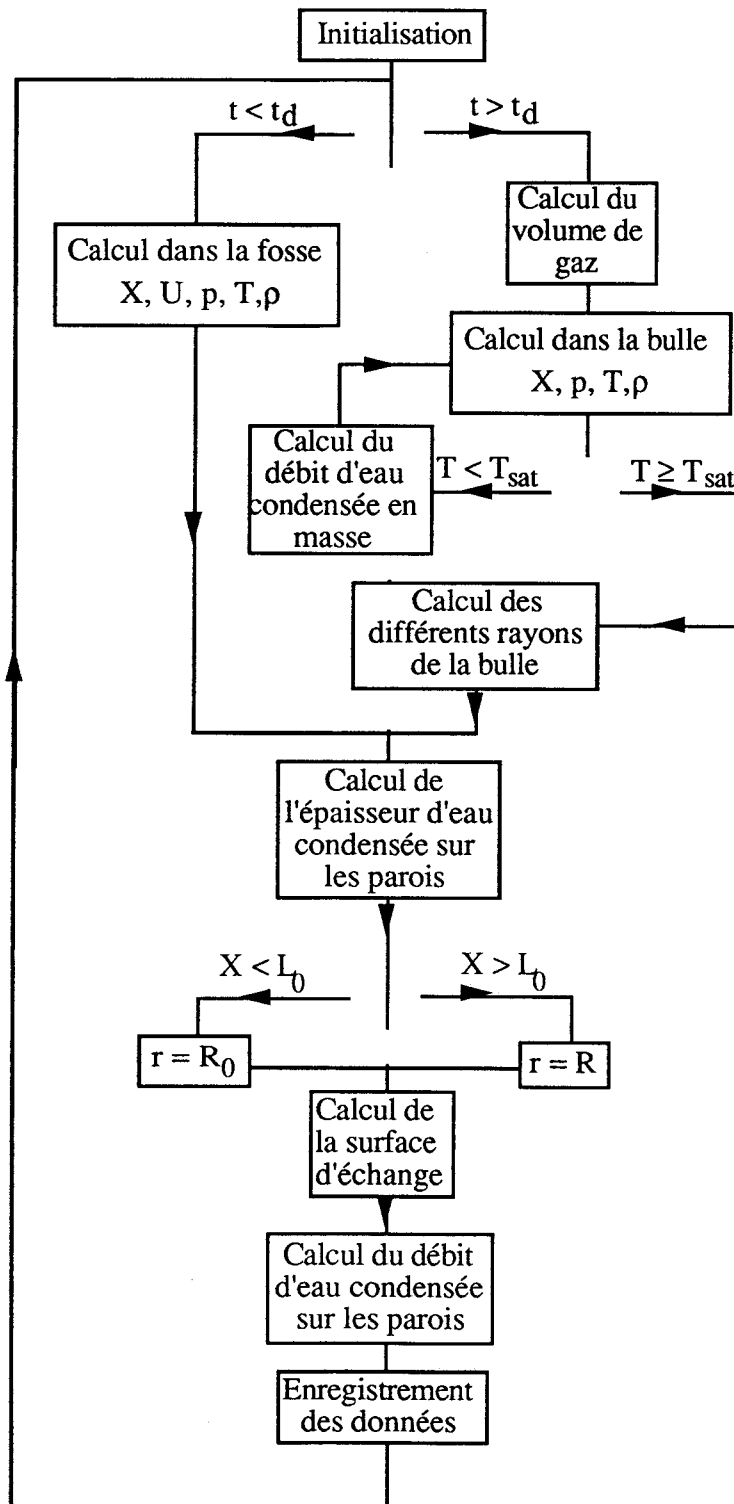 Initialisation
t < td
t > td
Calcul du
volume de
gaz
Calcul dans la fosse
X, U, p, T,ρ
Calcul dans la bulle
X, p, T,ρ
Calcul du
débit d'eau
condensée en
masse
T < Tsat
T ≥ Tsat
Calcul des
différents rayons
de la bulle
Calcul de
l'épaisseur d'eau
condensée sur
les parois
X < L0
X > L0
r = R0
r = R
Calcul de
la surface
d'échange
Calcul du débit
d'eau condensée
sur les parois
Enregistrement
des données